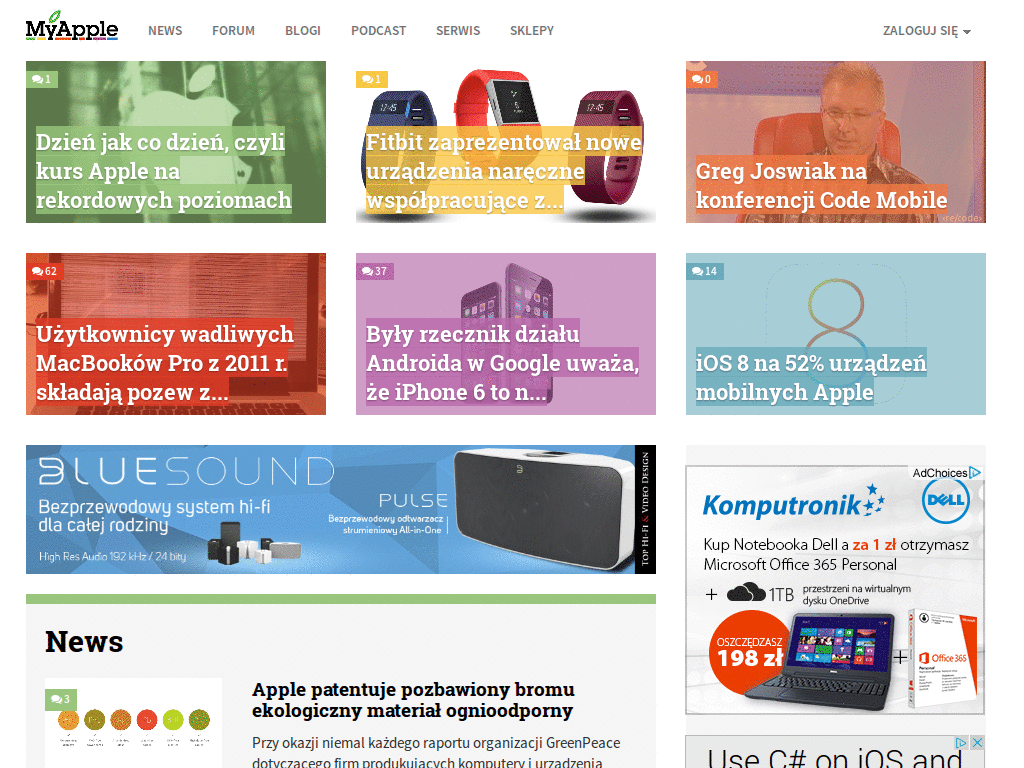 MyApple
NEWS FORUM BLOGI PODCAST SERWIS SKLEPY ZALOGUJ SIĘ
1
Dzień jak co dzień, czyli
kurs Apple na
rekordowych poziomach
1
Fitbit zaprezentował nowe
urządzenia naręczne
współpracujące z...
0
Greg Joswiak na
konferencji Code Mobile
62
Użytkownicy wadliwych
MacBooków Pro z 2011 r.
składają pozew z...
37
Były rzecznik działu
Androida w Google uważa,
że iPhone 6 to n...
14
iOS 8 na 52% urządzeń
mobilnych Apple
BLUESOUND
Bezprzewodowy system hi-fi
dla całej rodziny
High Res Audio 192 kHz / 24 bity
PULSE
Bezprzewodowy odtwarzacz
strumieniowy All-in-One
TOP HI-FI & VIDEO DESIGN
AdChoices
Komputronik
DELL
Kup Notebooka Dell a za 1 zł otrzymasz
Microsoft Office 365 Personal
+ 1TB przestrzeni na wirtualnym
dysku OneDrive
OSZCZĘDZASZ
198 zł
+
Office 365
News
3
Apple patentuje pozbawiony bromu
ekologiczny materiał ognioodporny
Przy okazji niemal każdego raportu organizacji GreenPeace
dotyczącego firm produkujących komputery i urządzenia
Use C# on iOS and